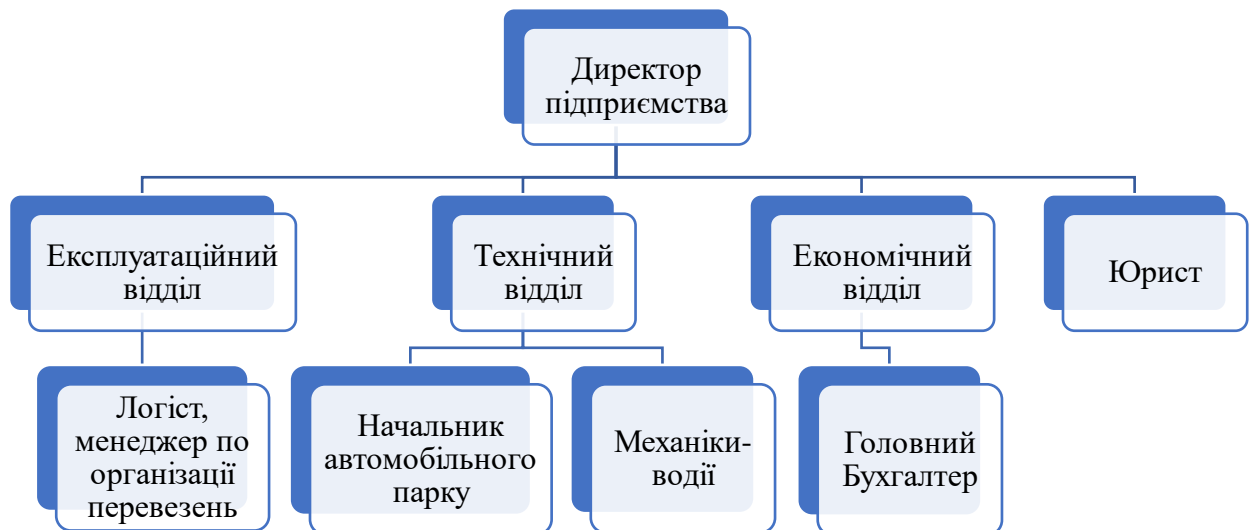 Директор
підприємства
Експлуатаційний
відділ
Технічний
відділ
Економічний
відділ
Юрист
Логіст,
менеджер по
організації
перевезень
Начальник
автомобільного
парку
Механіки-
водії
Головний
Бухгалтер